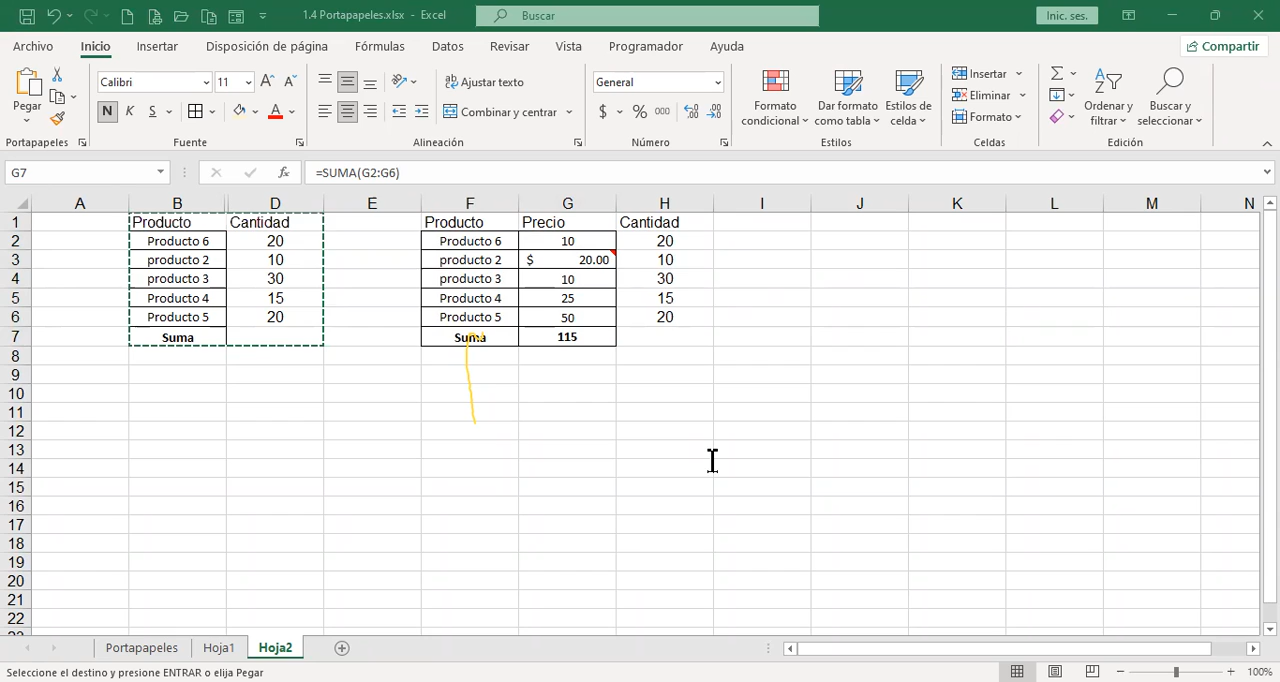 1.4 Portapapeles.xlsx - Excel
Buscar
Inic. ses.
Archivo Inicio Insertar Disposición de página Fórmulas Datos Revisar Vista Programador Ayuda
Compartir
Pegar
Calibri 11
N K S
Ajustar texto
Combinar y centrar
General
$ % 000
Formato condicional
Dar formato como tabla
Estilos de celda
Insertar
Eliminar
Formato
Ordenar y filtrar
Buscar y seleccionar
Portapapeles Fuente Alineación Número Estilos Celdas Edición
G7 fx =SUMA(G2:G6)
A B D E F G H I J K L M N
1 Producto Cantidad Producto Precio Cantidad
2 Producto 6 20 Producto 6 10 20
3 producto 2 10 producto 2 $ 20.00 10
4 producto 3 30 producto 3 10 30
5 Producto 4 15 Producto 4 25 15
6 Producto 5 20 Producto 5 50 20
7 Suma Suma 115
8
9
10
11
12
13
14
15
16
17
18
19
20
21
22
Portapapeles Hoja1 Hoja2
Seleccione el destino y presione ENTRAR o elija Pegar
100%